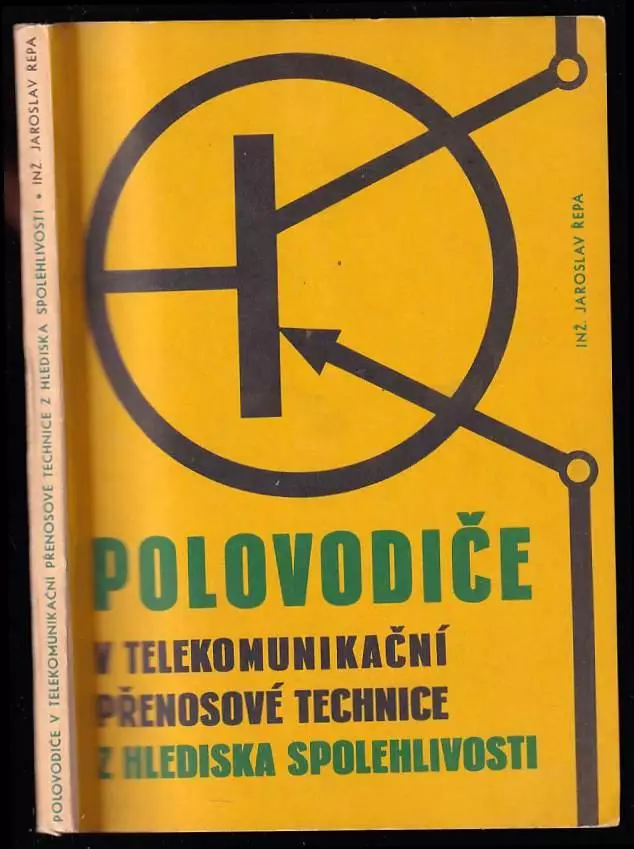 POLOVODIČE V TELEKOMUNIKAČNÍ PŘENOSOVÉ TECHNICE Z HLEDISKA SPOLEHLIVOSTI • INŽ. JAROSLAV ŘEPA
INŽ. JAROSLAV ŘEPA
POLOVODIČE
V TELEKOMUNIKAČNÍ
PŘENOSOVÉ TECHNICE
Z HLEDISKA SPOLEHLIVOSTI